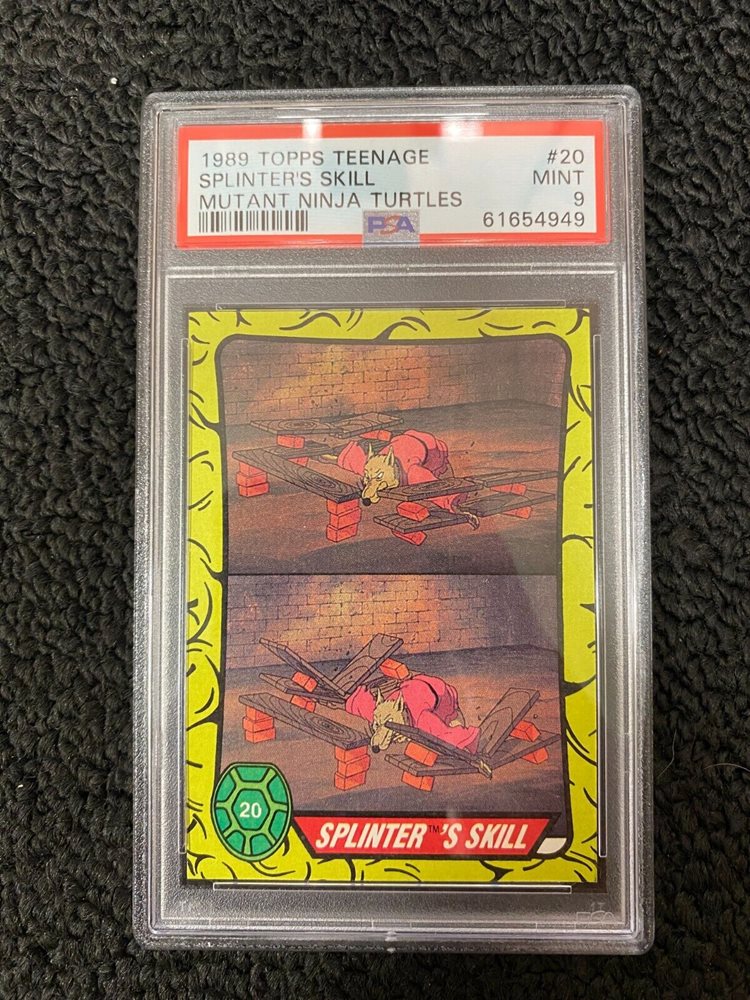 1989 TOPPS TEENAGE
SPLINTER'S SKILL
MUTANT NINJA TURTLES
#20
MINT
9
61654949
PSA
20
SPLINTER™'S SKILL